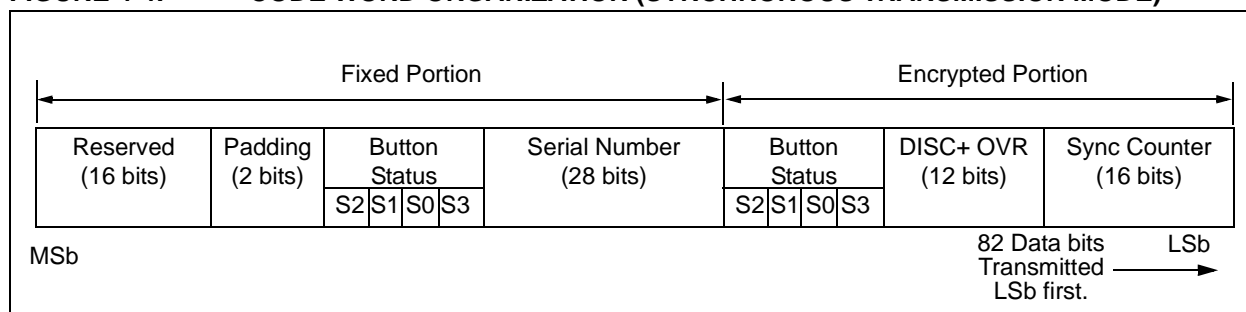 Fixed Portion
Encrypted Portion
Reserved
(16 bits)
Padding
(2 bits)
Button
Status
S2 S1 S0 S3
Serial Number
(28 bits)
Button
Status
S2 S1 S0 S3
DISC+ OVR
(12 bits)
Sync Counter
(16 bits)
MSb
82 Data bits
Transmitted
LSb first.
LSb